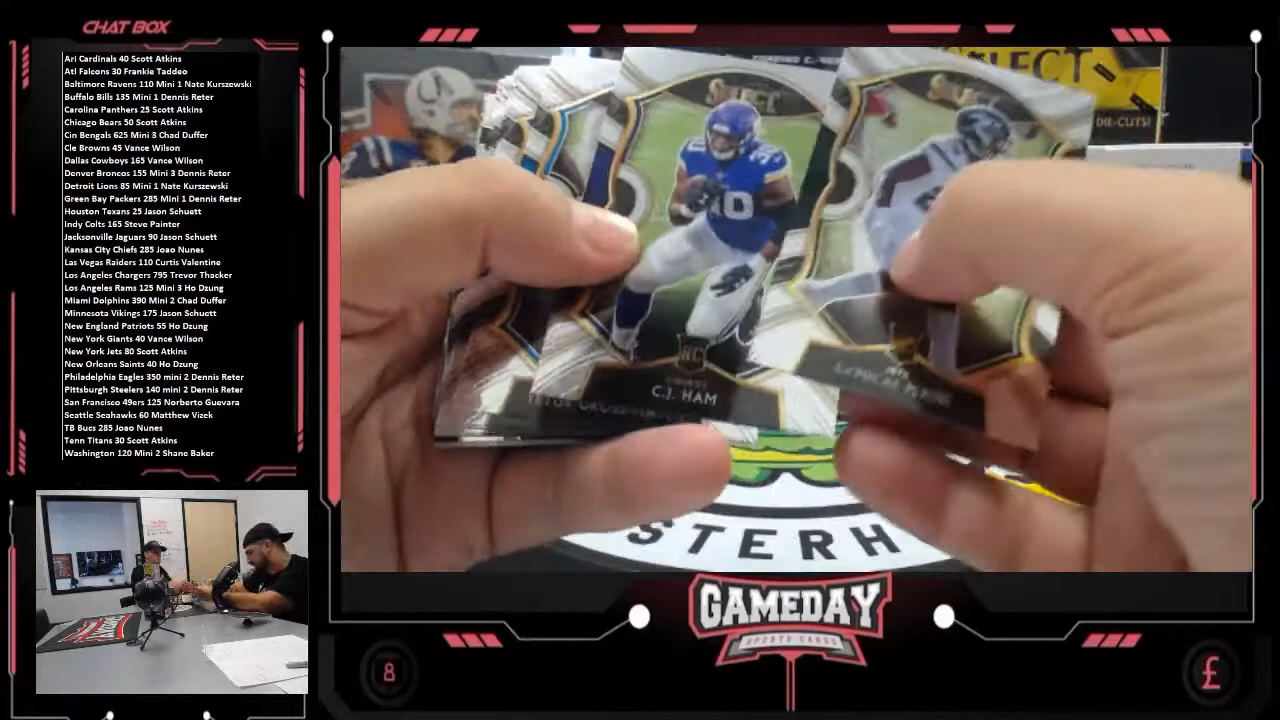 CHAT BOX
Ari Cardinals 40 Scott Atkins
Atl Falcons 30 Frankie Taddeo
Baltimore Ravens 110 Mini 1 Nate Kurszewski
Buffalo Bills 135 Mini 1 Dennis Reter
Carolina Panthers 25 Scott Atkins
Chicago Bears 50 Scott Atkins
Cin Bengals 625 Mini 3 Chad Duffer
Cle Browns 45 Vance Wilson
Dallas Cowboys 165 Vance Wilson
Denver Broncos 155 Mini 3 Dennis Reter
Detroit Lions 85 Mini 1 Nate Kurszewski
Green Bay Packers 285 Mini 1 Dennis Reter
Houston Texans 25 Jason Schuett
Indy Colts 165 Steve Painter
Jacksonville Jaguars 90 Jason Schuett
Kansas City Chiefs 285 Joao Nunes
Las Vegas Raiders 110 Curtis Valentine
Los Angeles Chargers 795 Trevor Thacker
Los Angeles Rams 125 Mini 3 Ho Dzung
Miami Dolphins 390 Mini 2 Chad Duffer
Minnesota Vikings 175 Jason Schuett
New England Patriots 55 Ho Dzung
New York Giants 40 Vance Wilson
New York Jets 80 Scott Atkins
New Orleans Saints 40 Ho Dzung
Philadelphia Eagles 350 mini 2 Dennis Reter
Pittsburgh Steelers 140 mini 2 Dennis Reter
San Francisco 49ers 125 Norberto Guevara
Seattle Seahawks 60 Matthew Vizek
TB Bucs 285 Joao Nunes
Tenn Titans 30 Scott Atkins
Washington 120 Mini 2 Shane Baker
SELECT
DIE-CUTS!
SELECT
SELECT
30
RC
C.J. HAM
STERH
GAMEDAY
SPORTS CARDS
8
£